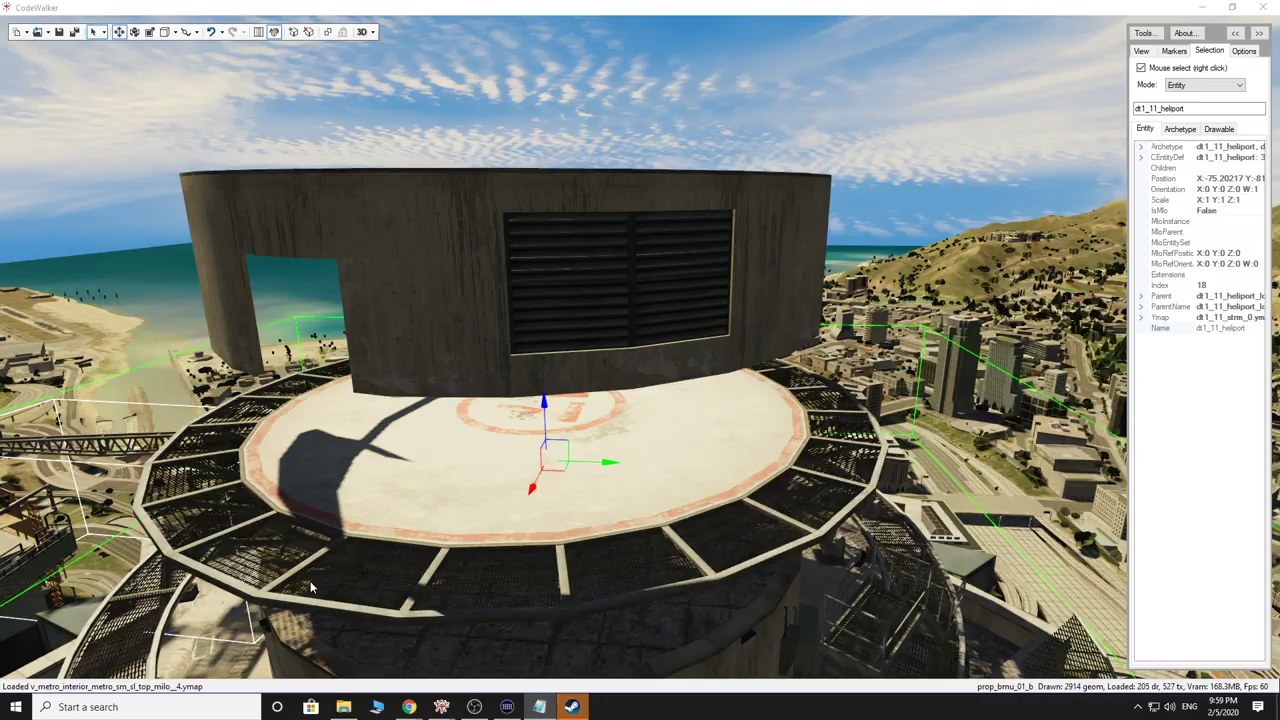 CodeWalker
3D
Tools...
About...
<<
>>
View
Markers
Selection
Options
Mouse select (right click)
Mode:
Entity
dt1_11_heliport
Entity
Archetype
Drawable
Archetype dt1_11_heliport, d
CEntityDef dt1_11_heliport: 3
Children
Position X:-75.20217 Y:-81
Orientation X:0 Y:0 Z:0 W:1
Scale X:1 Y:1 Z:1
IsMlo False
MloInstance
MloParent
MloEntitySet
MloRefPositic X:0 Y:0 Z:0
MloRefOrient X:0 Y:0 Z:0 W:0
Extensions
Index 18
Parent dt1_11_heliport_lc
ParentName dt1_11_heliport_lc
Ymap dt1_11_strm_0.ym
Name dt1_11_heliport
Loaded v_metro_interior_metro_sm_sl_top_milo__4.ymap
prop_bmu_01_b Drawn: 2914 geom, Loaded: 205 dr, 527 tx, Vram: 168.3MB, Fps: 60
Start a search
ENG
9:59 PM
2/5/2020